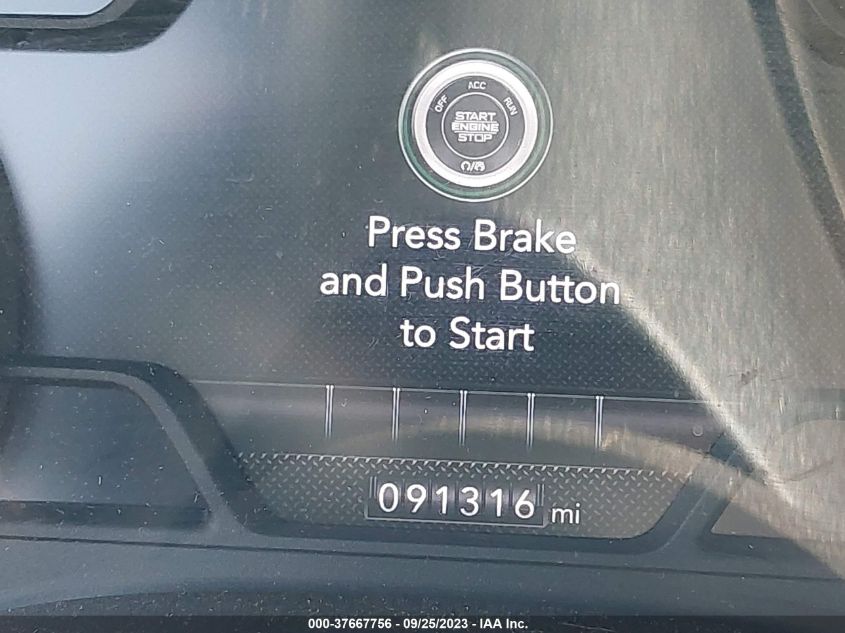 ACC
OFF
RUN
START
ENGINE
STOP
Press Brake
and Push Button
to Start
091316 mi
000-37667756 - 09/25/2023 - IAA Inc.